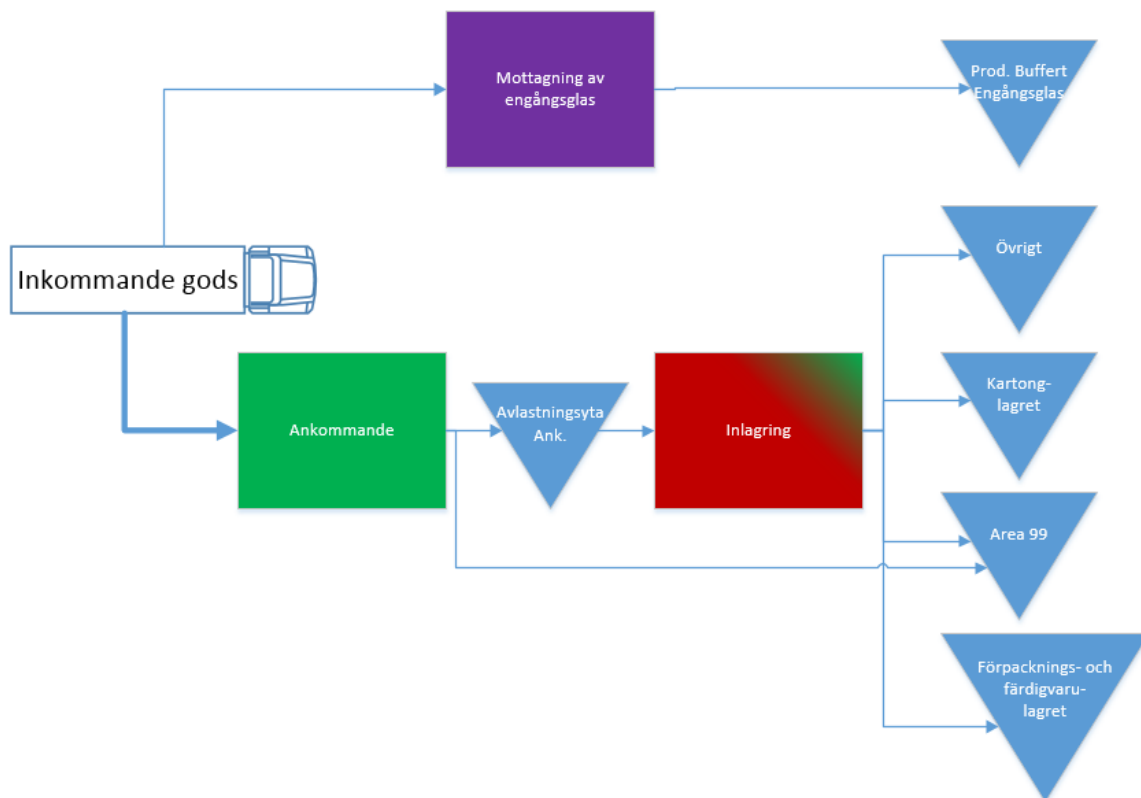 Mottagning av
engångsglas
Prod. Buffert
Engångsglas
Inkommande gods
Övrigt
Ankommande
Avlastningsyta
Ank.
Inlagring
Kartong-
lagret
Area 99
Förpacknings- och
färdigvaru-
lagret